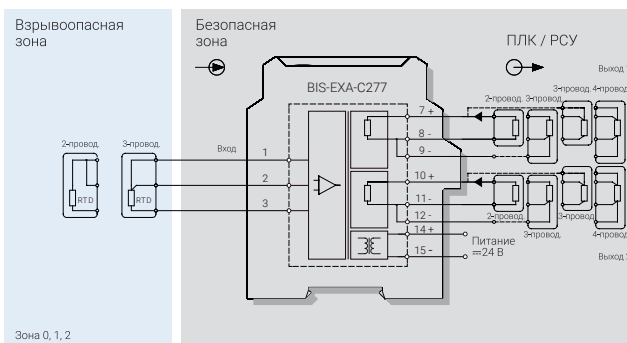 Взрывоопасная
зона
Безопасная
зона
ПЛК / РСУ
Выход
BIS-EXA-C277
3-провод. 4-провод
2-провод. 3-провод.
7 +
8 -
9 -
2-провод.
3-провод.
Вход
1
2
3
RTD
RTD
10 +
11 -
12 -
2-провод.
3-провод.
3-провод.
4-провод.
14 +
15 -
Питание
24 В
Выход
Зона 0, 1, 2